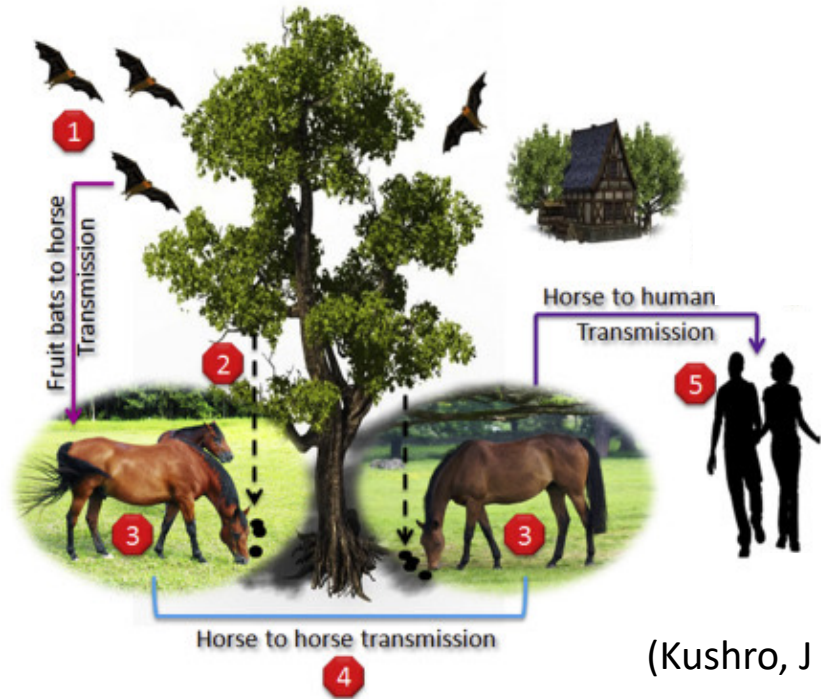 1
Fruit bats to horse
Transmission
2
Horse to human
Transmission
5
3
3
Horse to horse transmission
4
(Kushro, J